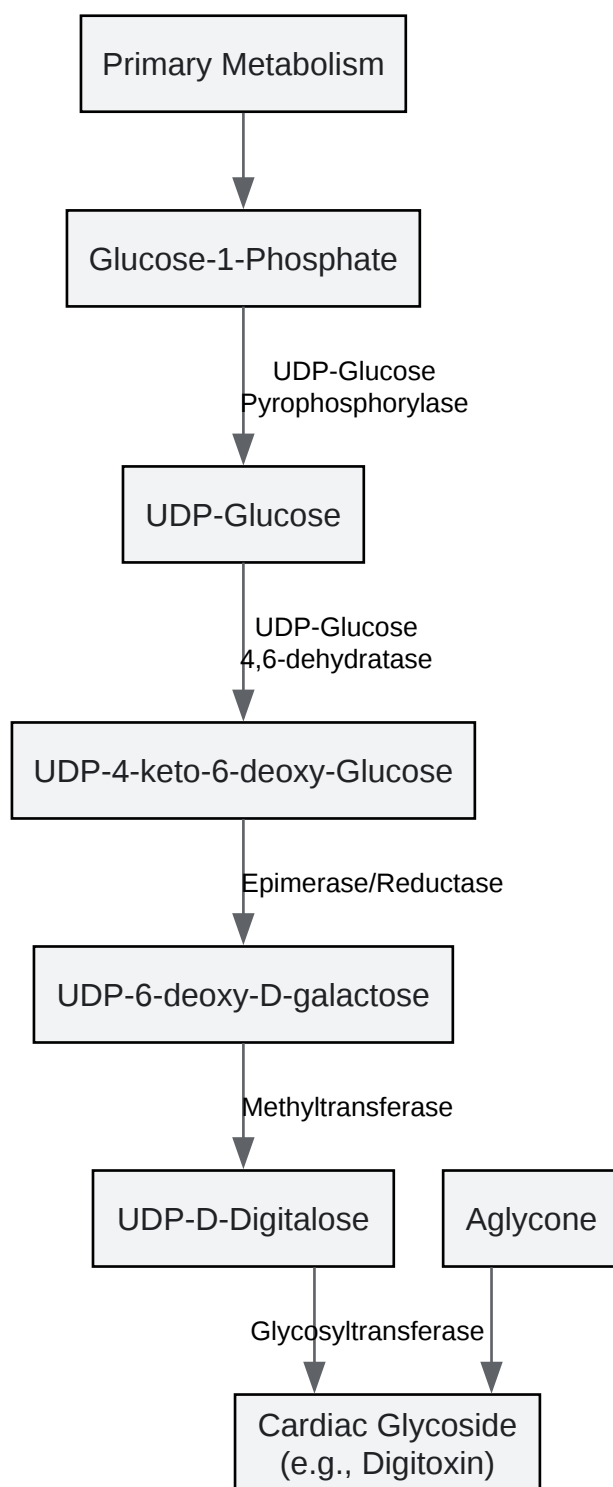 Primary Metabolism
Glucose-1-Phosphate
UDP-Glucose
Pyrophosphorylase
UDP-Glucose
UDP-Glucose
4,6-dehydratase
UDP-4-keto-6-deoxy-Glucose
Epimerase/Reductase
UDP-6-deoxy-D-galactose
Methyltransferase
UDP-D-Digitalose
Aglycone
Glycosyltransferase
Cardiac Glycoside
(e.g., Digitoxin)